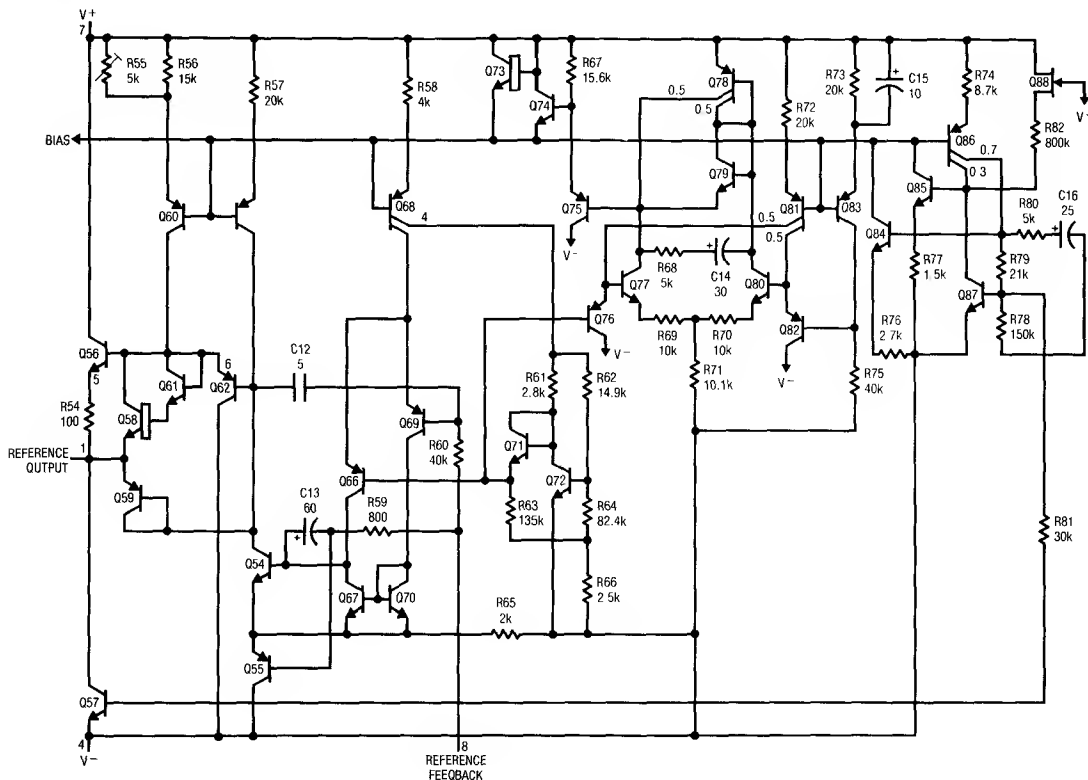 V+
7
R55
5k
R56
15k
R57
20k
R58
4k
Q73
Q74
R67
15.6k
Q78
0.5
0.5
R72
20k
R73
20k
C15
10
R74
8.7k
Q88
V-
R82
800k
BIAS
Q86
0.7
0 3
Q60
Q68
4
Q75
V-
Q79
Q81
Q83
Q85
Q84
R80
5k
C16
25
0.5
0.5
R68
5k
C14
30
Q77
Q80
R77
1.5k
R79
21k
Q87
R78
150k
Q76
V-
R69
10k
R70
10k
Q82
V-
R76
2 7k
Q56
5
Q61
6
Q62
C12
5
R61
2.8k
R62
14.9k
R71
10.1k
R75
40k
R54
100
Q58
Q69
R60
40k
Q71
Q72
1
REFERENCE
QUTPUT
Q59
Q66
R63
135k
R64
82.4k
C13
60
R59
800
R81
30k
Q54
Q67
Q70
R66
2 5k
R65
2k
Q55
Q57
4
V-
8
REFERENCE
FEEQBACK